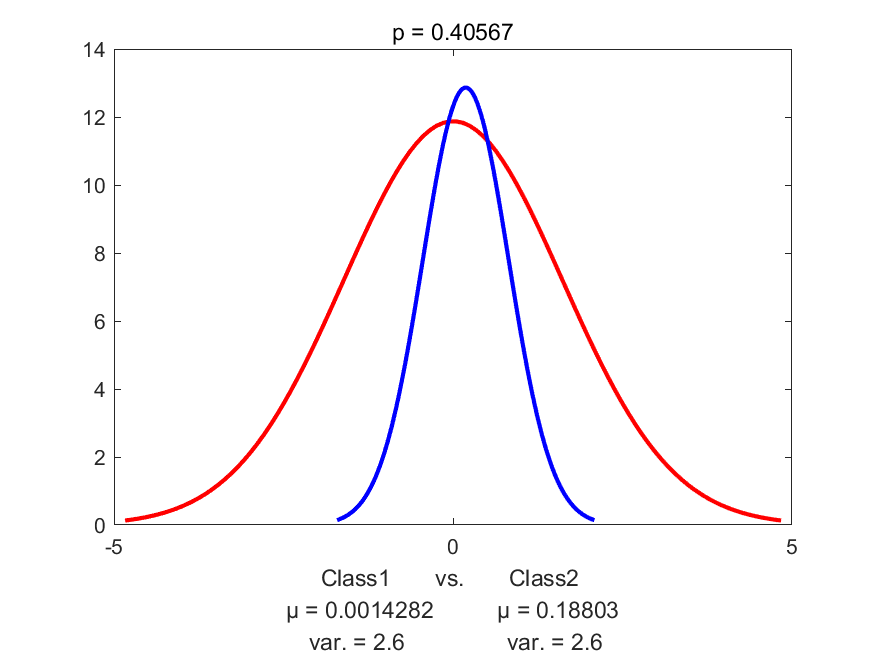 p = 0.40567
14
12
10
8
6
4
2
0
-5 0 5
Class1 vs. Class2
μ = 0.0014282 μ = 0.18803
var. = 2.6 var. = 2.6